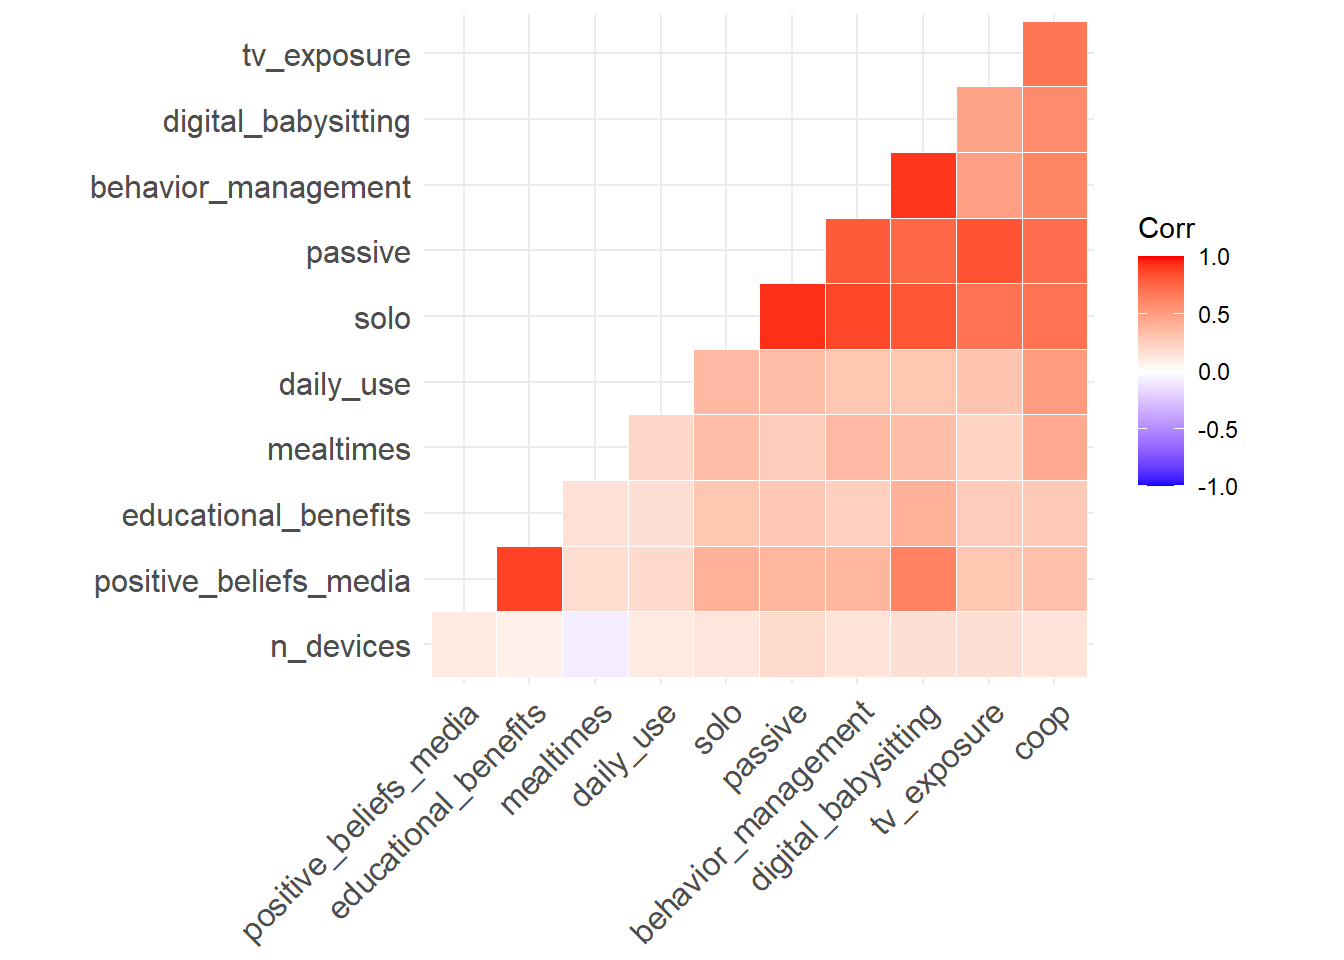 tv_exposure
digital_babysitting
behavior_management
passive
solo
daily_use
mealtimes
educational_benefits
positive_beliefs_media
n_devices
positive_beliefs_media
educational_benefits
mealtimes
daily_use
solo
passive
behavior_management
digital_babysitting
tv_exposure
coop
Corr
1.0
0.5
0.0
-0.5
-1.0